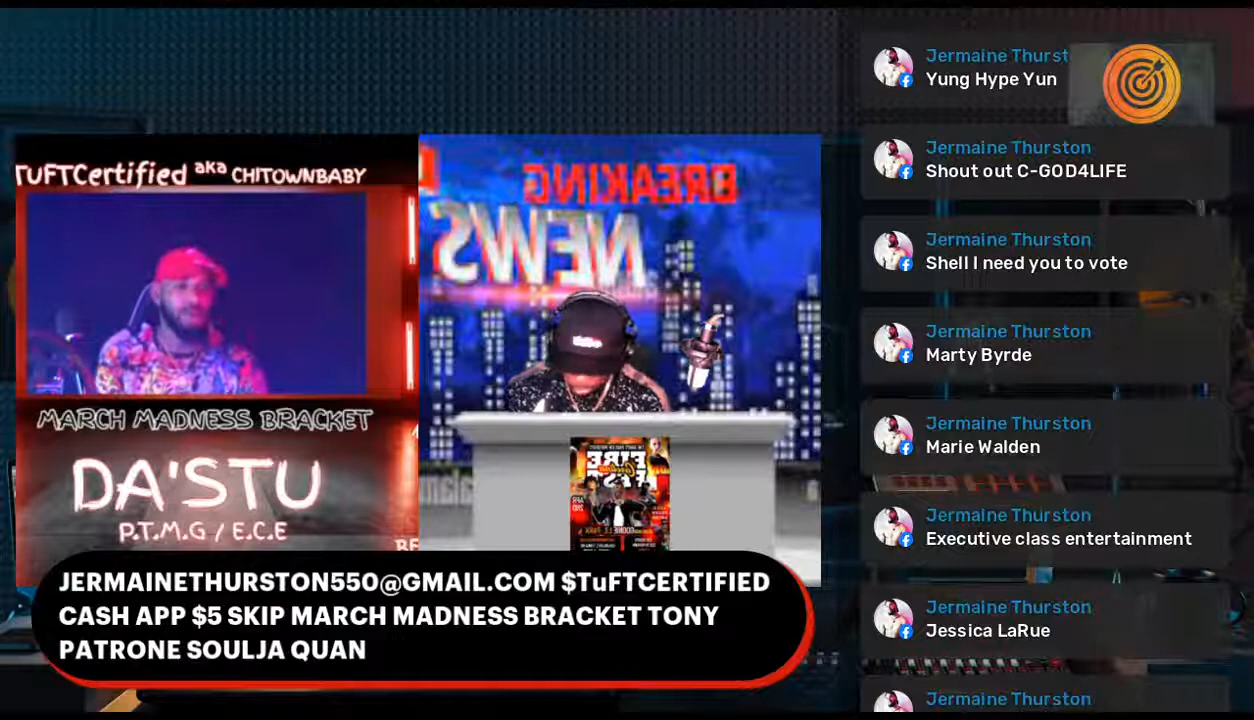 TUFTCertified aka CHITOWNBABY
MARCH MADNESS BRACKET
DA'STU
P.T.M.G / E.C.E
BREAKING
NEWS
FIRE
JERMAINETHURSTON550@GMAIL.COM $TuFTCERTIFIED
CASH APP $5 SKIP MARCH MADNESS BRACKET TONY
PATRONE SOULJA QUAN
Jermaine Thurst
Yung Hype Yun
Jermaine Thurston
Shout out C-GOD4LIFE
Jermaine Thurston
Shell I need you to vote
Jermaine Thurston
Marty Byrde
Jermaine Thurston
Marie Walden
Jermaine Thurston
Executive class entertainment
Jermaine Thurston
Jessica LaRue
Jermaine Thurston